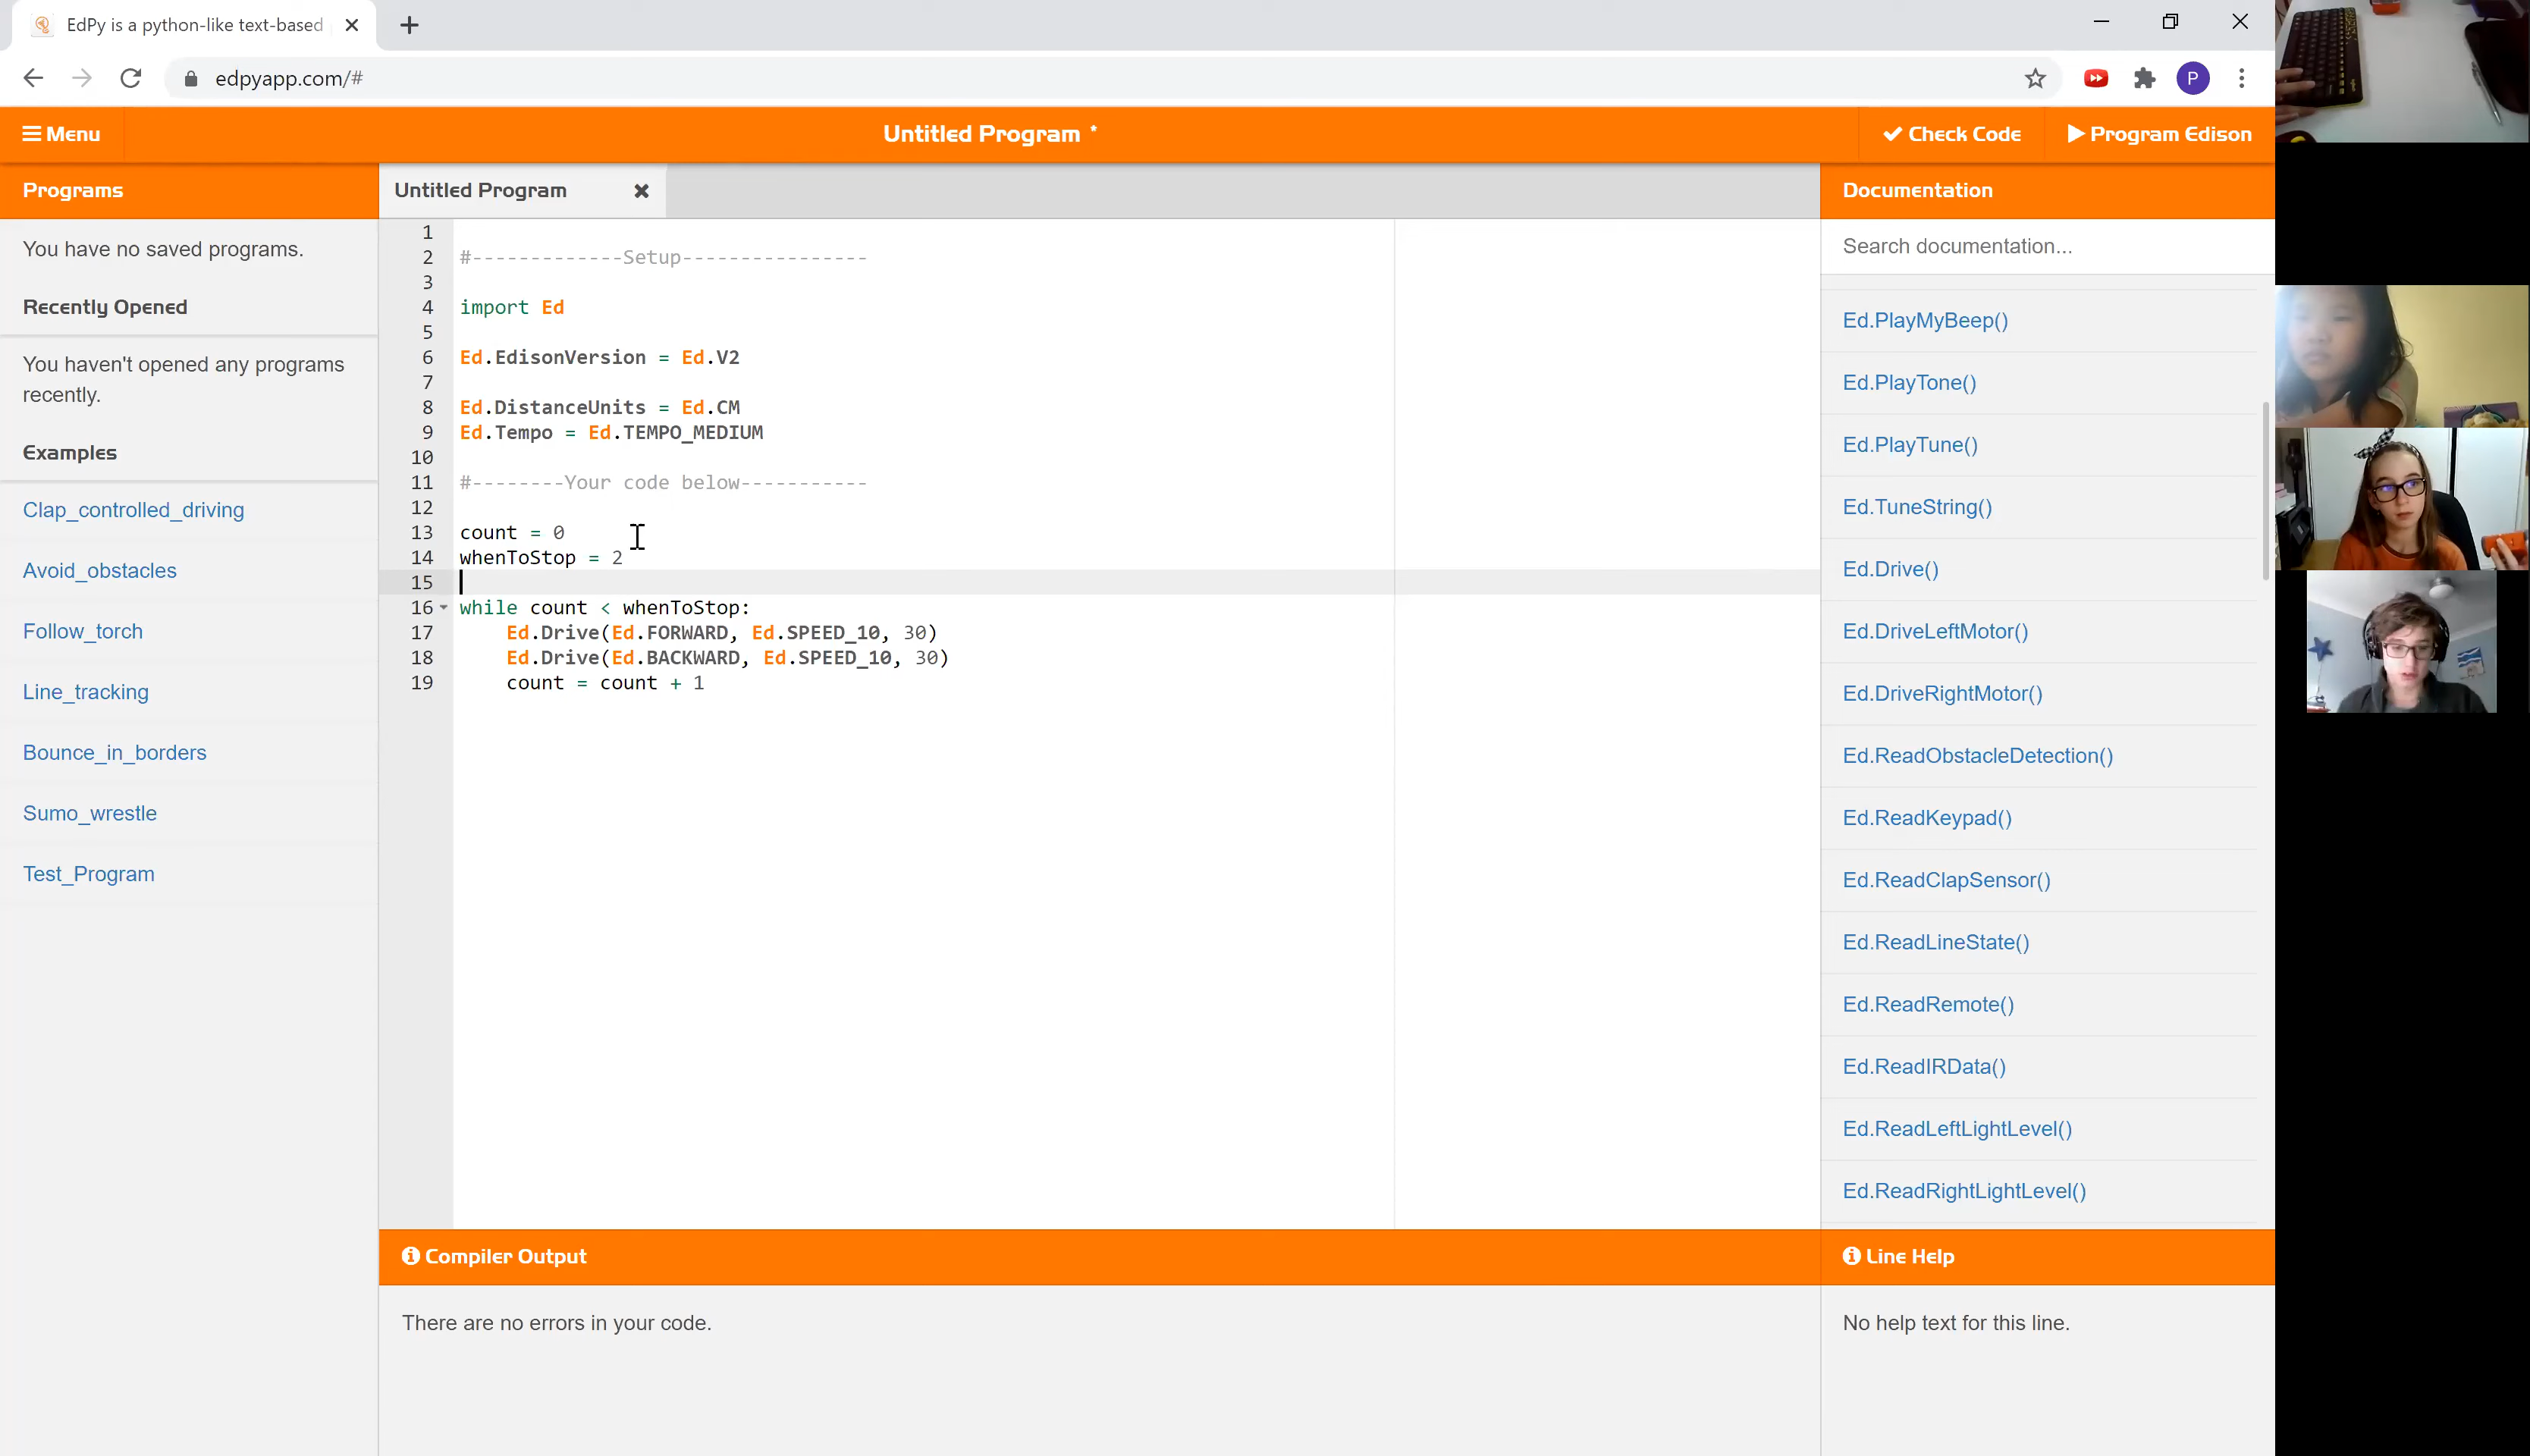 EdPy is a python-like text-based
edpyapp.com/#
P
Menu
Untitled Program *
Check Code
Program Edison
Programs
You have no saved programs.
Recently Opened
You haven't opened any programs
recently.
Examples
Clap_controlled_driving
Avoid_obstacles
Follow_torch
Line_tracking
Bounce_in_borders
Sumo_wrestle
Test_Program
Untitled Program
1
2 #-------------Setup----------------
3
4 import Ed
5
6 Ed.EdisonVersion = Ed.V2
7
8 Ed.DistanceUnits = Ed.CM
9 Ed.Tempo = Ed.TEMPO_MEDIUM
10
11 #--------Your code below-----------
12
13 count = 0
14 whenToStop = 2
15
16 while count < whenToStop:
17     Ed.Drive(Ed.FORWARD, Ed.SPEED_10, 30)
18     Ed.Drive(Ed.BACKWARD, Ed.SPEED_10, 30)
19     count = count + 1
Compiler Output
There are no errors in your code.
Documentation
Search documentation...
Ed.PlayMyBeep()
Ed.PlayTone()
Ed.PlayTune()
Ed.TuneString()
Ed.Drive()
Ed.DriveLeftMotor()
Ed.DriveRightMotor()
Ed.ReadObstacleDetection()
Ed.ReadKeypad()
Ed.ReadClapSensor()
Ed.ReadLineState()
Ed.ReadRemote()
Ed.ReadIRData()
Ed.ReadLeftLightLevel()
Ed.ReadRightLightLevel()
Line Help
No help text for this line.